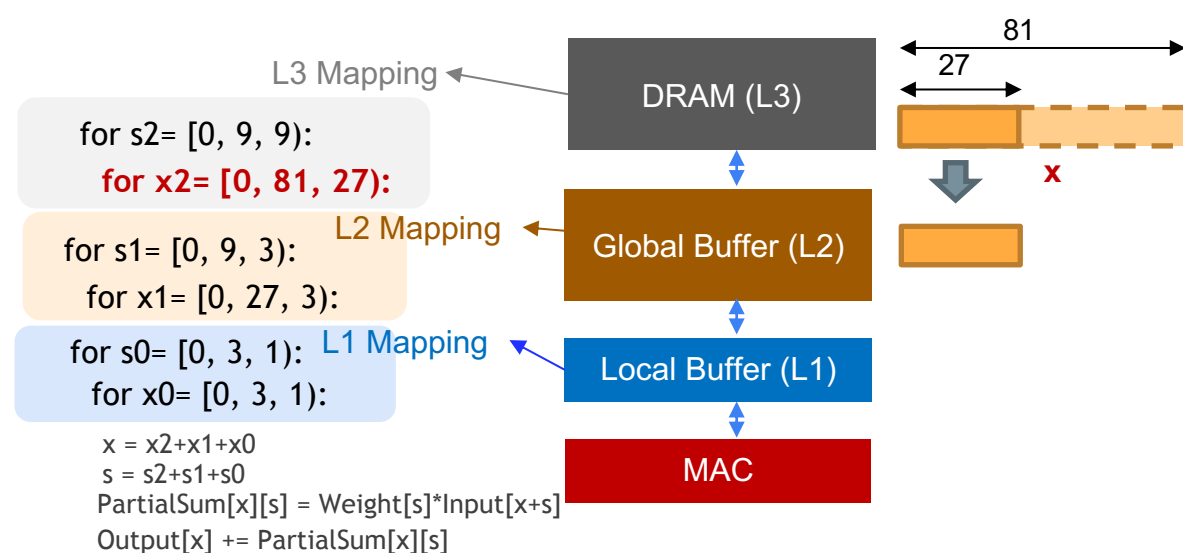 L3 Mapping
for s2= [0, 9, 9):
for x2= [0, 81, 27):
L2 Mapping
for s1= [0, 9, 3):
for x1= [0, 27, 3):
L1 Mapping
for s0= [0, 3, 1):
for x0= [0, 3, 1):
x = x2+x1+x0
s = s2+s1+s0
PartialSum[x][s] = Weight[s]*Input[x+s]
Output[x] += PartialSum[x][s]
DRAM (L3)
Global Buffer (L2)
Local Buffer (L1)
MAC
81
27
x